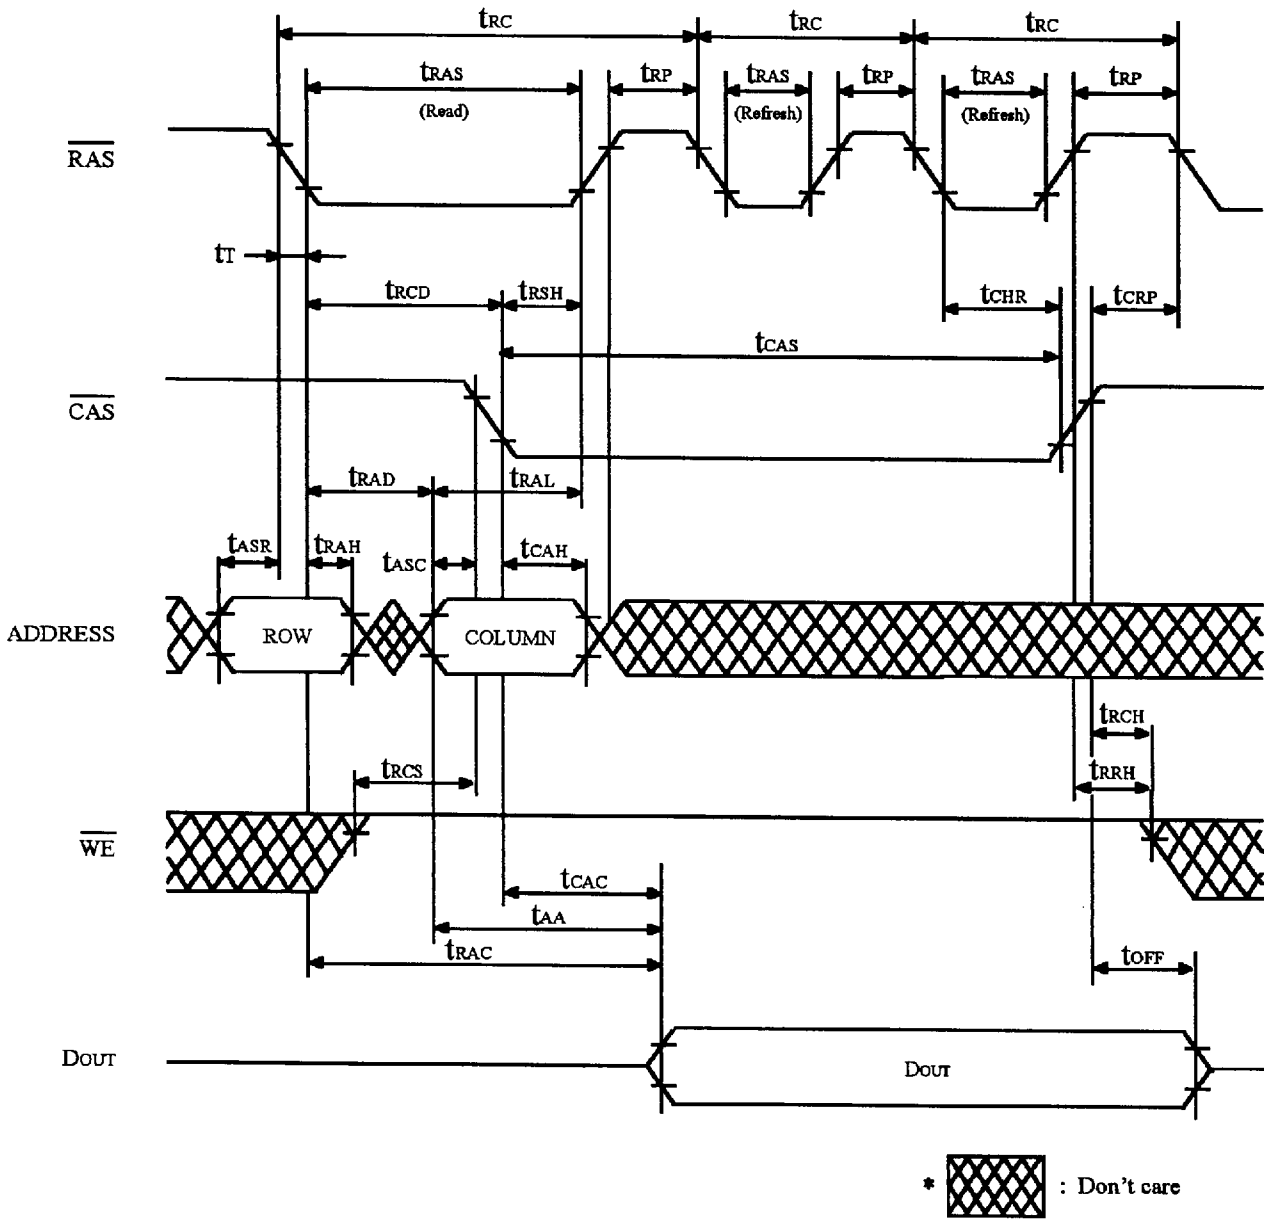 tRC tRC tRC
tRAS tRP tRAS tRP tRAS tRP
(Read) (Refresh) (Refresh)
RAS
tT
tRCD tRSH tCHR tCRP
tCAS
CAS
tRAD tRAL
tASR tRAH tASC tCAH
ADDRESS ROW COLUMN
tRCH
tRCS tRRH
WE
tCAC
tAA
tRAC tOFF
DOUT DOUT
* : Don't care